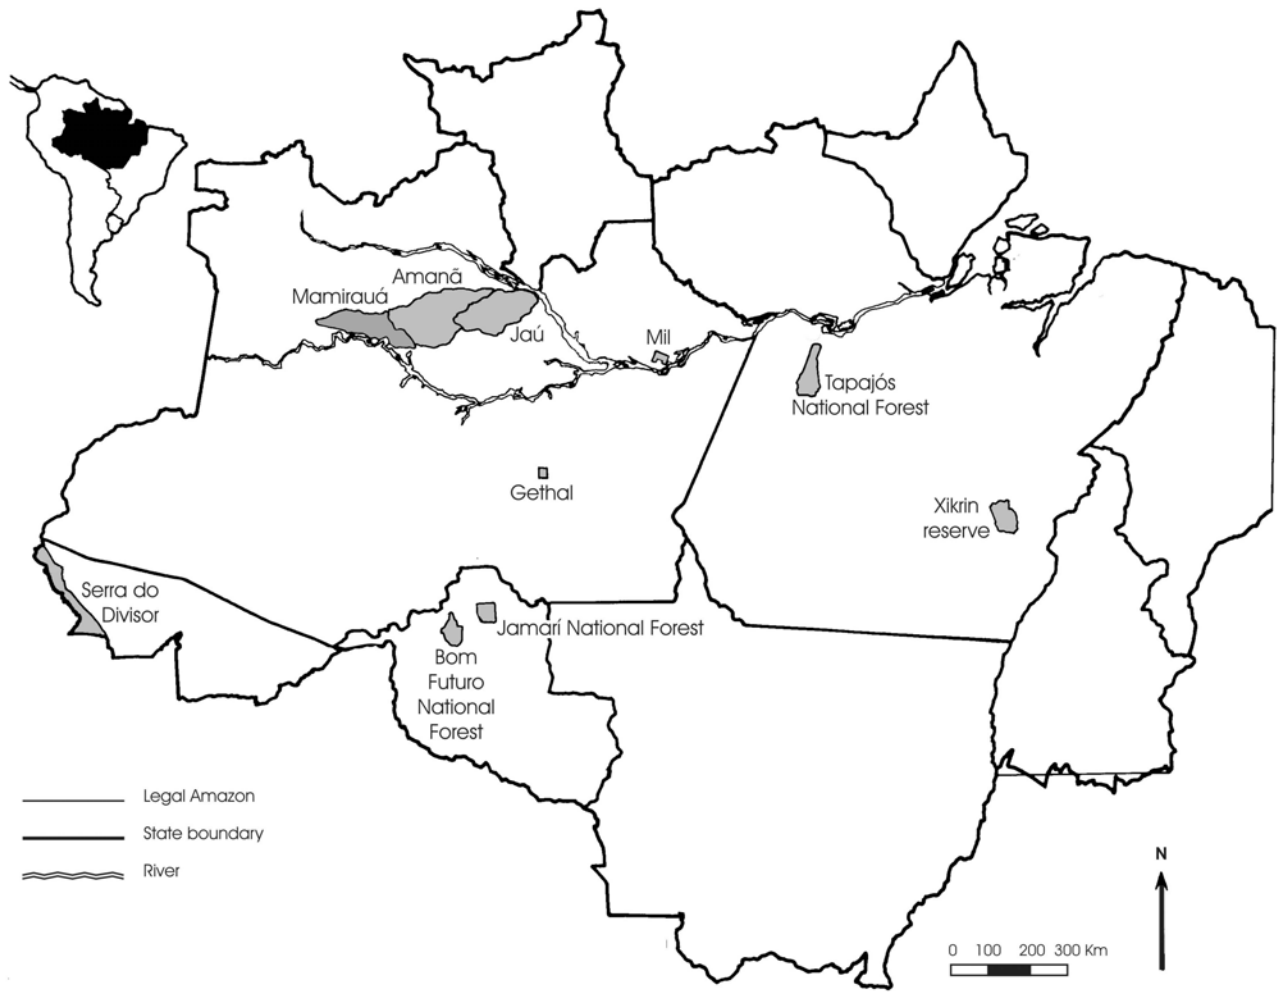 Amanã
Mamirauá
Jaú
Mil
Tapajós
National Forest
Gethal
Xikrin
reserve
Serra do
Divisor
Jamarí National Forest
Bom
Futuro
National
Forest
Legal Amazon
State boundary
River
N
0 100 200 300 Km